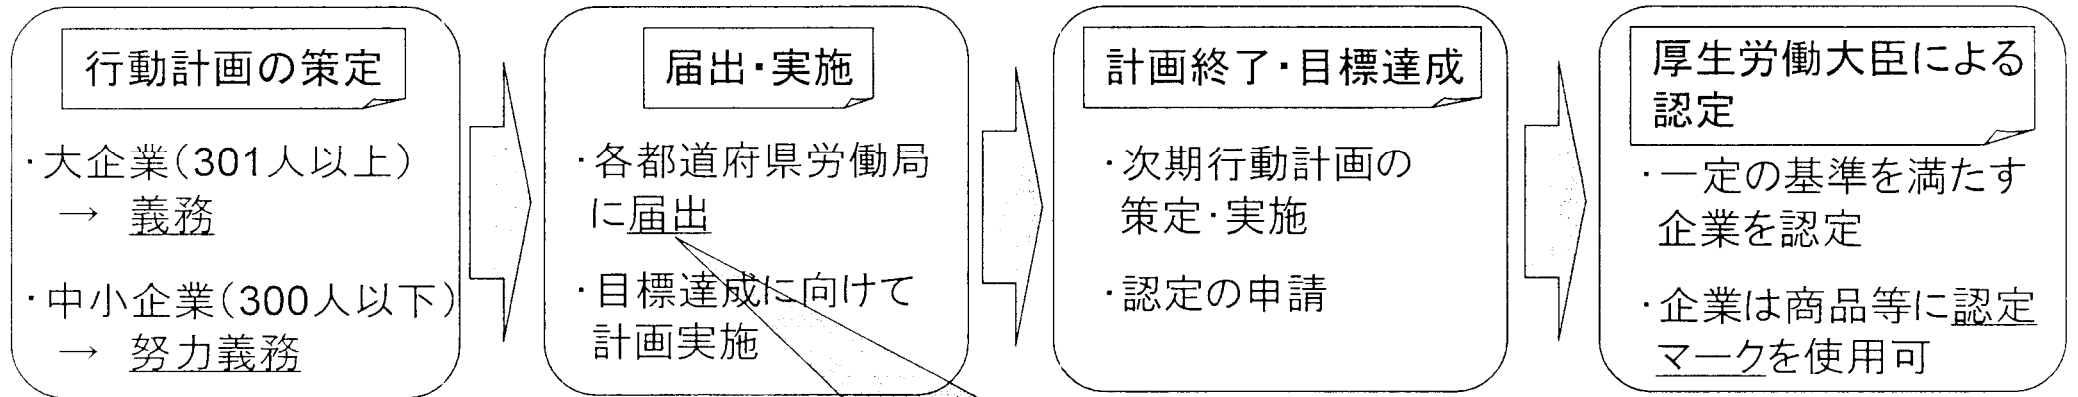 行動計画の策定
・大企業(301人以上)
→ 義務
・中小企業(300人以下)
→ 努力義務
届出・実施
・各都道府県労働局
に届出
・目標達成に向けて
計画実施
計画終了・目標達成
・次期行動計画の
策定・実施
・認定の申請
厚生労働大臣による
認定
・一定の基準を満たす
企業を認定
・企業は商品等に認定
マークを使用可